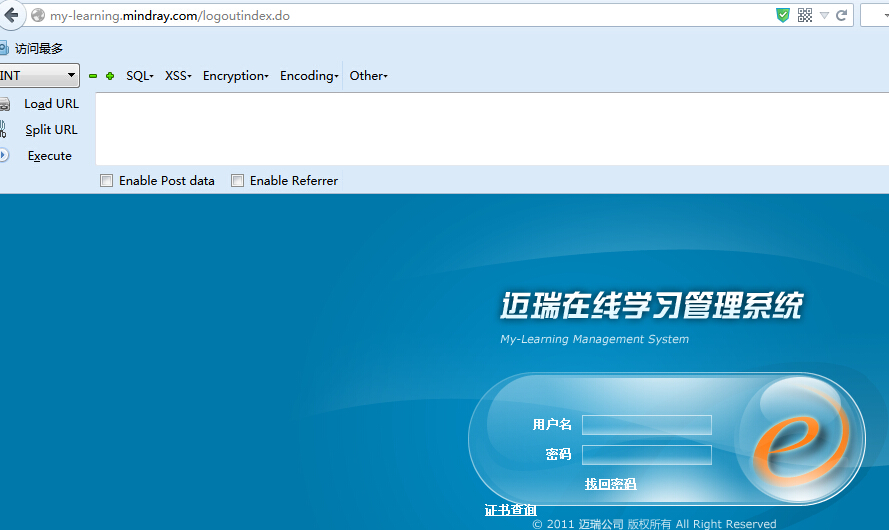 my-learning.mindray.com/logoutindex.do
访问最多
INT SQL XSS Encryption Encoding Other
Load URL
Split URL
Execute
Enable Post data Enable Referrer
迈瑞在线学习管理系统
My-Learning Management System
用户名
密码
找回密码
证书查询
© 2011 迈瑞公司 版权所有 All Right Reserved